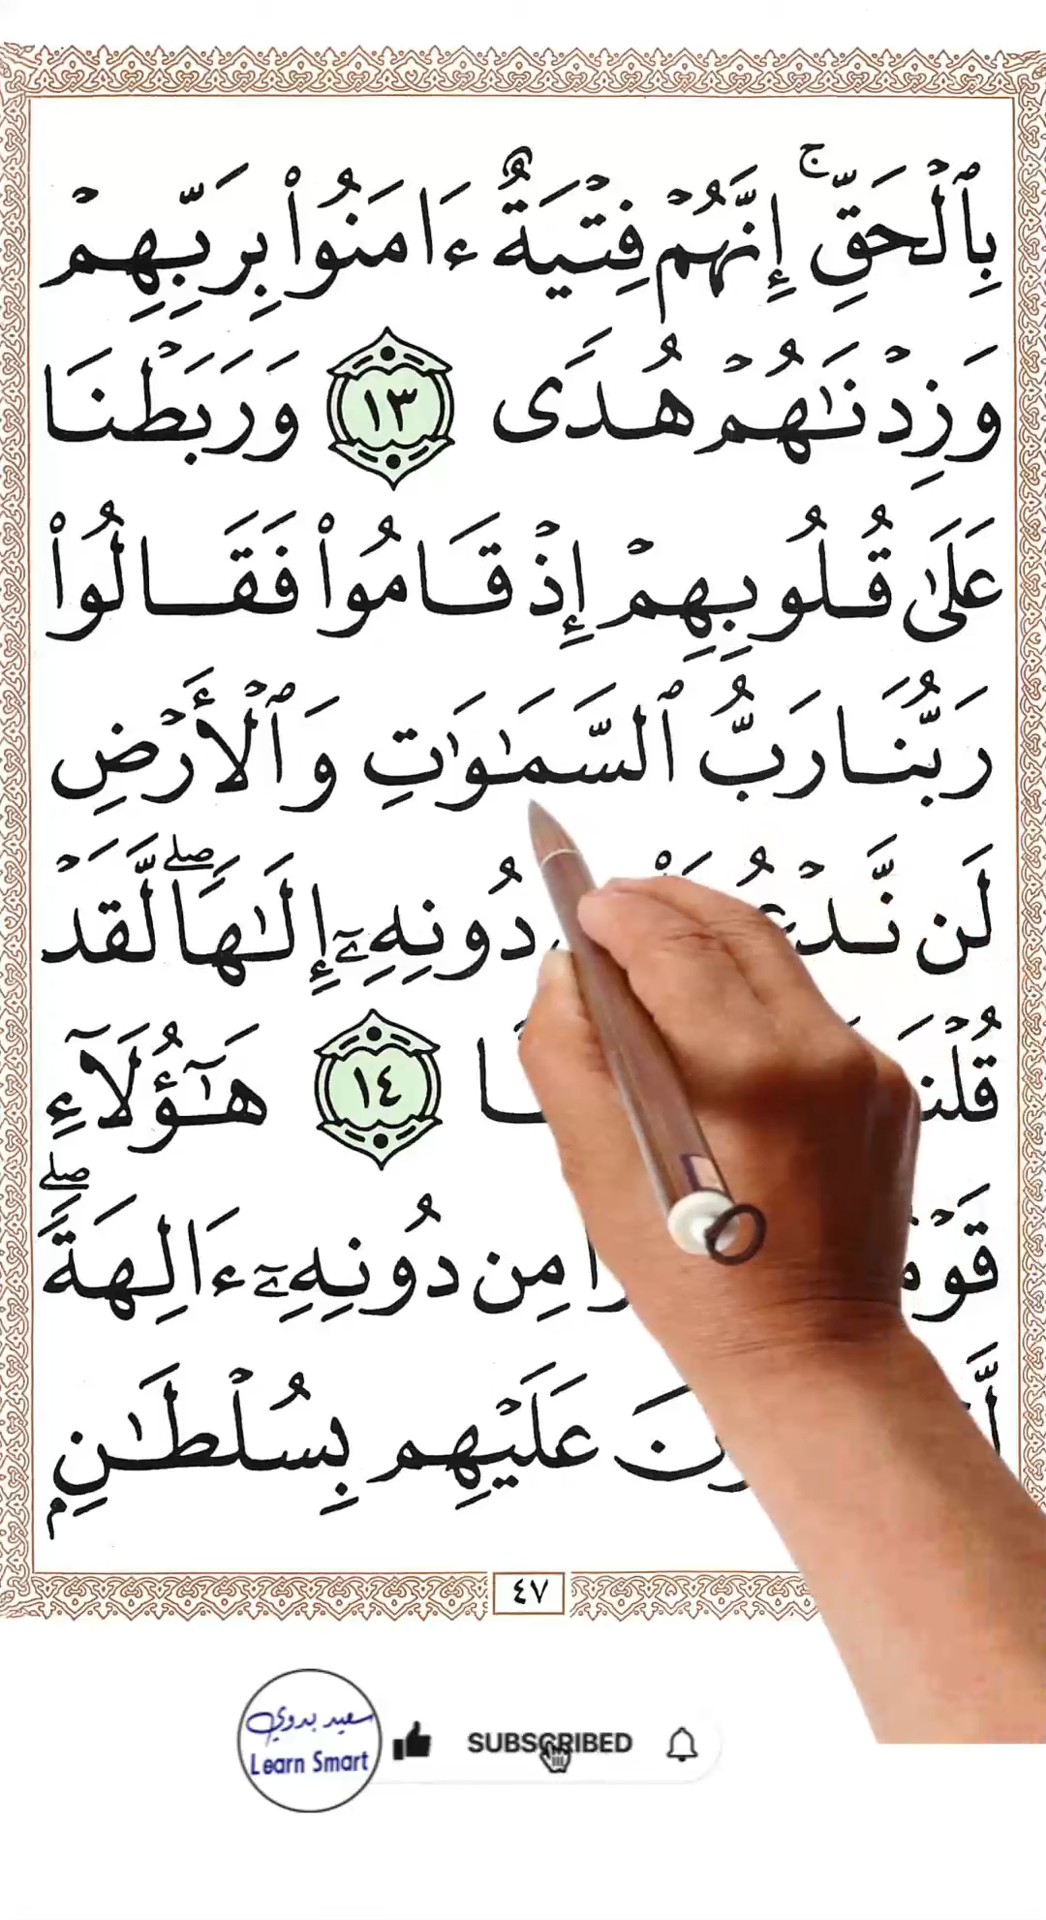 بِٱلْحَقِّ ۚ إِنَّهُمْ فِتْيَةٌ ءَامَنُوا۟ بِرَبِّهِمْ
وَزِدْنَـٰهُمْ هُدًى ١٣ وَرَبَطْنَا
عَلَىٰ قُلُوبِهِمْ إِذْ قَامُوا۟ فَقَالُوا۟
رَبُّنَا رَبُّ ٱلسَّمَـٰوَٰتِ وَٱلْأَرْضِ
لَن نَّدْعُ دُونِهِۦٓ إِلَـٰهًا ۖ لَّقَدْ
١٤ هَـٰٓؤُلَآءِ
مِن دُونِهِۦٓ ءَالِهَةً ۖ
عَلَيْهِم بِسُلْطَـٰنٍۭ
٤٧
سعيد بدوي
Learn Smart
SUBSCRIBED